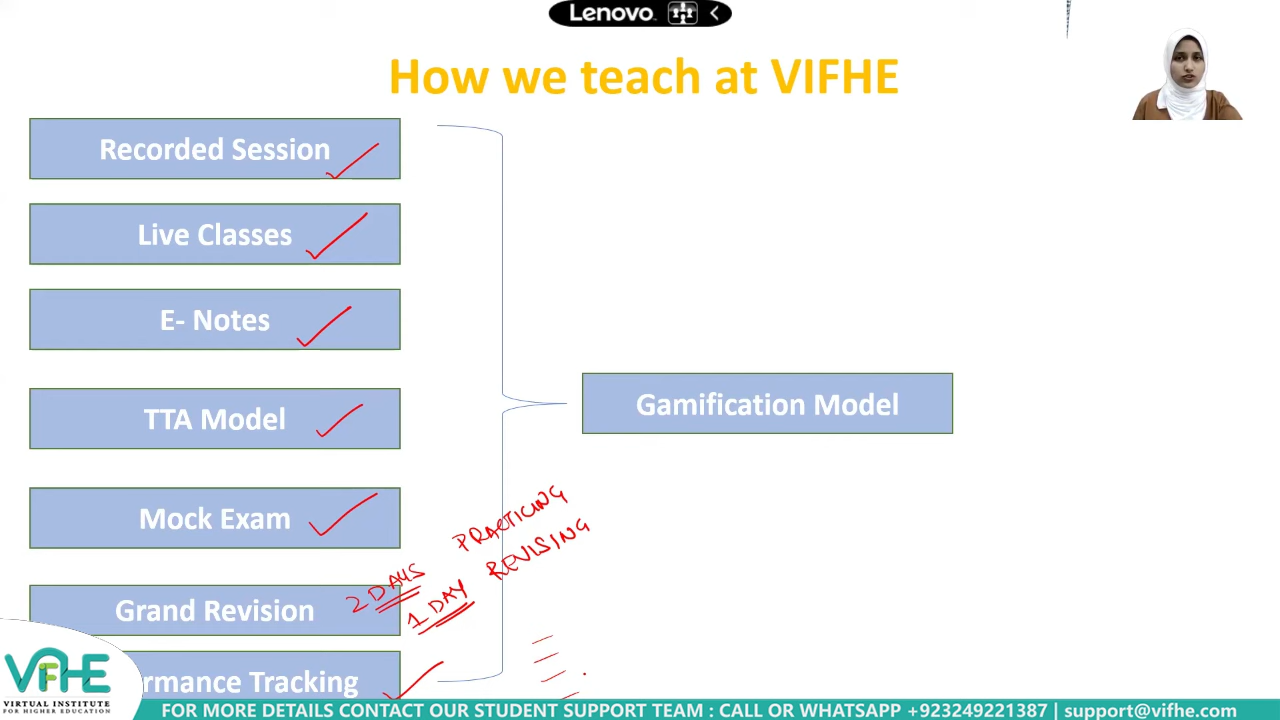 Lenovo
How we teach at VIFHE
Recorded Session
Live Classes
E- Notes
TTA Model
Mock Exam
Grand Revision
rmance Tracking
Gamification Model
2 DAYS PRACTICING
1 DAY REVISING
VIFHE
VIRTUAL INSTITUTE
FOR HIGHER EDUCATION
FOR MORE DETAILS CONTACT OUR STUDENT SUPPORT TEAM : CALL OR WHATSAPP +923249221387 | support@vifhe.com